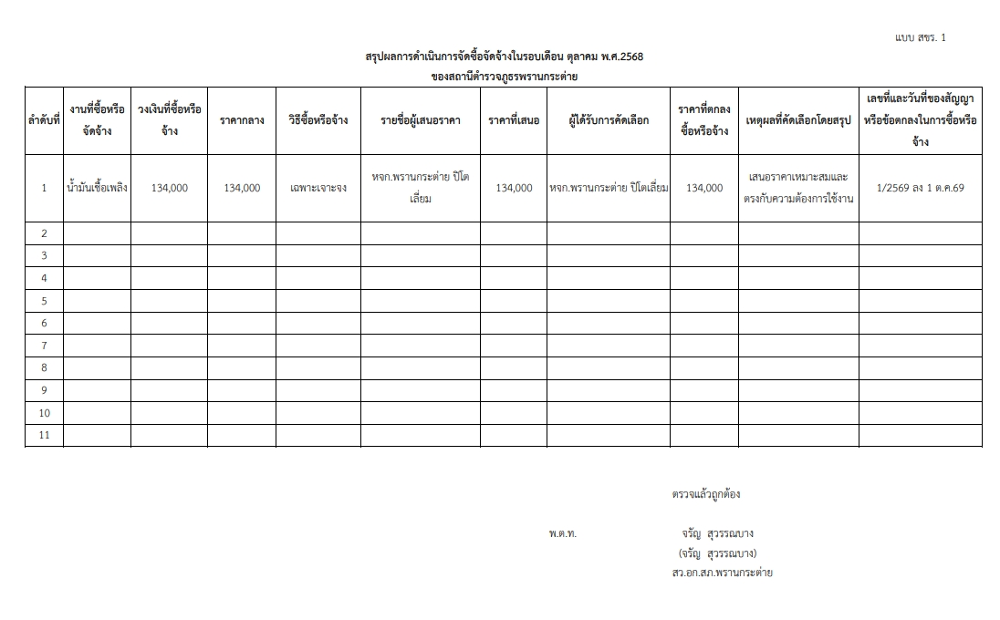 แบบ สขร. 1
สรุปผลการดำเนินการจัดซื้อจัดจ้างในรอบเดือน ตุลาคม พ.ศ.2568
ของสถานีตำรวจภูธรพรานกระต่าย
ลำดับที่ งานที่ซื้อหรือ วงเงินที่ซื้อหรือ ราคากลาง วิธีซื้อหรือจ้าง รายชื่อผู้เสนอราคา ราคาที่เสนอ ผู้ได้รับการคัดเลือก ราคาที่ตกลง เหตุผลที่คัดเลือกโดยสรุป เลขที่และวันที่ของสัญญา
จัดจ้าง จ้าง ซื้อหรือจ้าง หรือข้อตกลงในการซื้อหรือ
จ้าง
1 น้ำมันเชื้อเพลิง 134,000 134,000 เฉพาะเจาะจง หจก.พรานกระต่าย ปิโต 134,000 หจก.พรานกระต่าย ปิโตเลี่ยม 134,000 เสนอราคาเหมาะสมและ 1/2569 ลง 1 ต.ค.69
เลี่ยม ตรงกับความต้องการใช้งาน
2
3
4
5
6
7
8
9
10
11
ตรวจแล้วถูกต้อง
พ.ต.ท. จรัญ สุวรรณบาง
(จรัญ สุวรรณบาง)
สว.อก.สภ.พรานกระต่าย